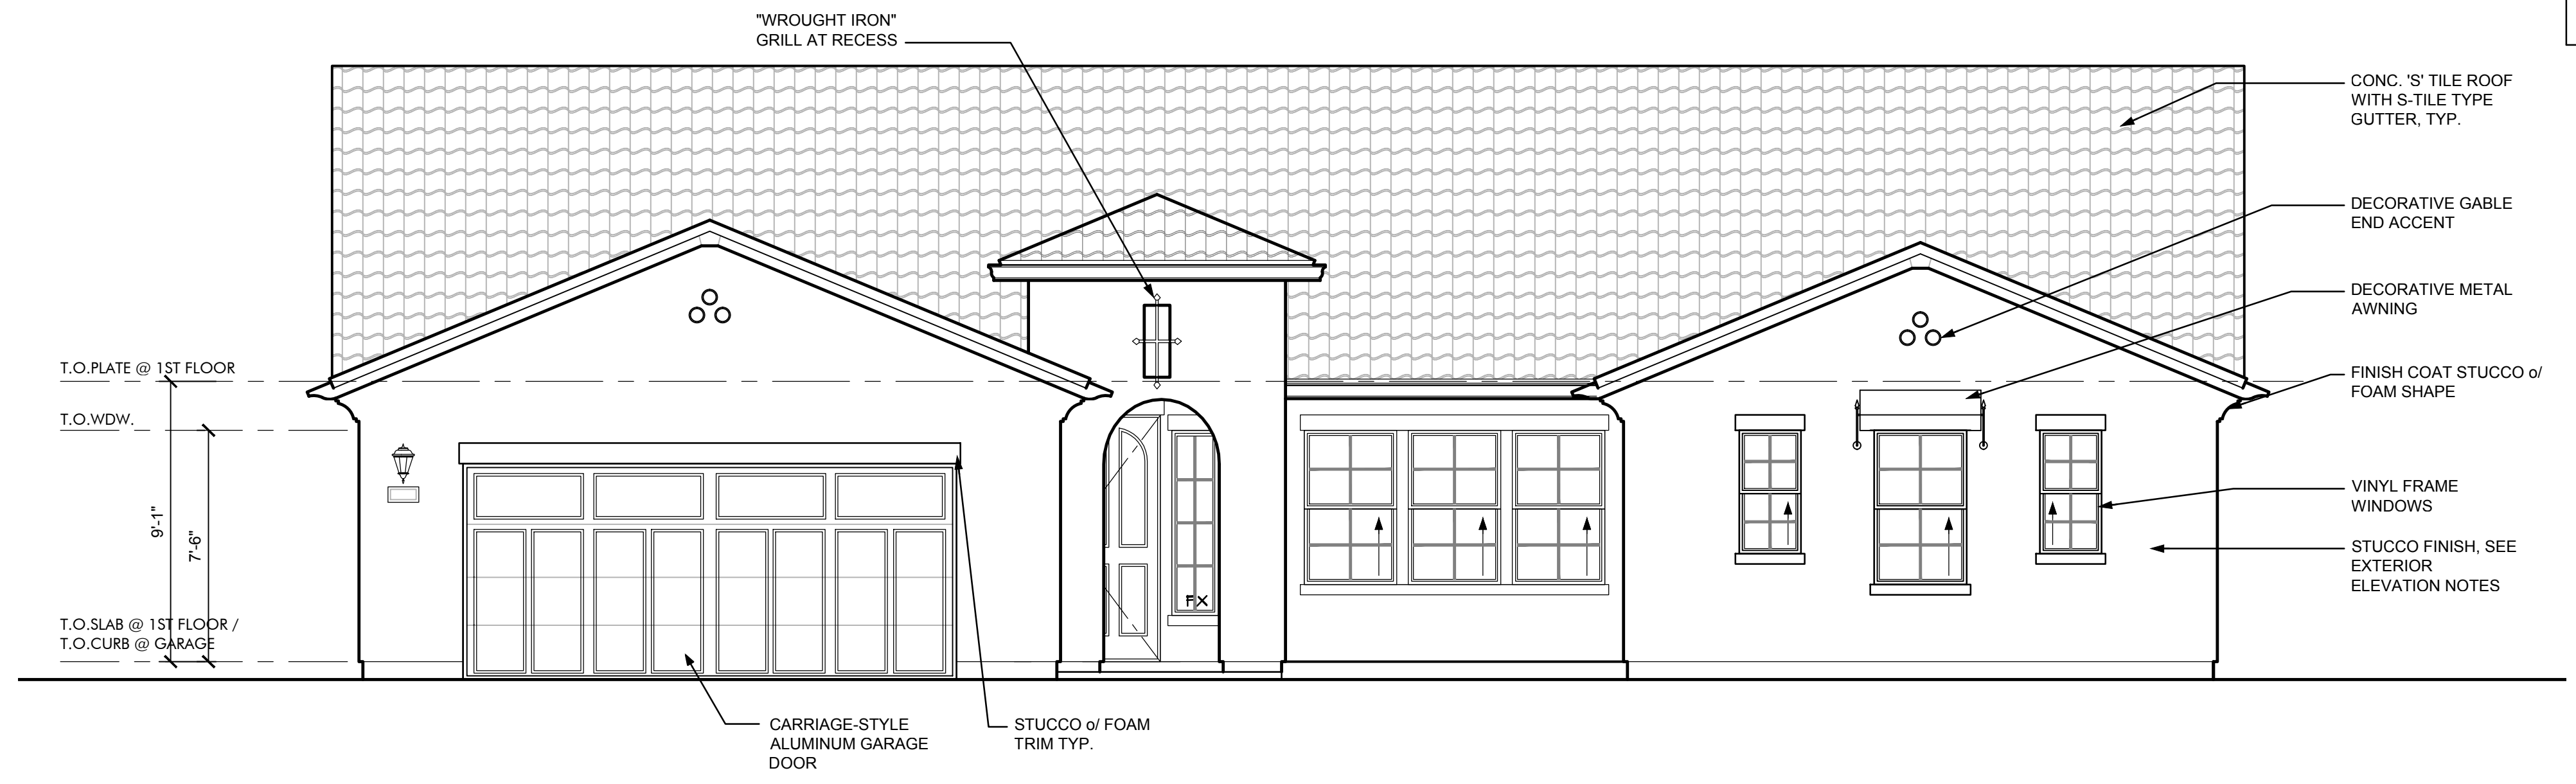 "WROUGHT IRON"
GRILL AT RECESS
CONC. 'S' TILE ROOF
WITH S-TILE TYPE
GUTTER, TYP.
DECORATIVE GABLE
END ACCENT
DECORATIVE METAL
AWNING
FINISH COAT STUCCO o/
FOAM SHAPE
VINYL FRAME
WINDOWS
STUCCO FINISH, SEE
EXTERIOR
ELEVATION NOTES
T.O.PLATE @ 1ST FLOOR
T.O.WDW.
9'-1"
7'-6"
T.O.SLAB @ 1ST FLOOR /
T.O.CURB @ GARAGE
FX
CARRIAGE-STYLE
ALUMINUM GARAGE
DOOR
STUCCO o/ FOAM
TRIM TYP.